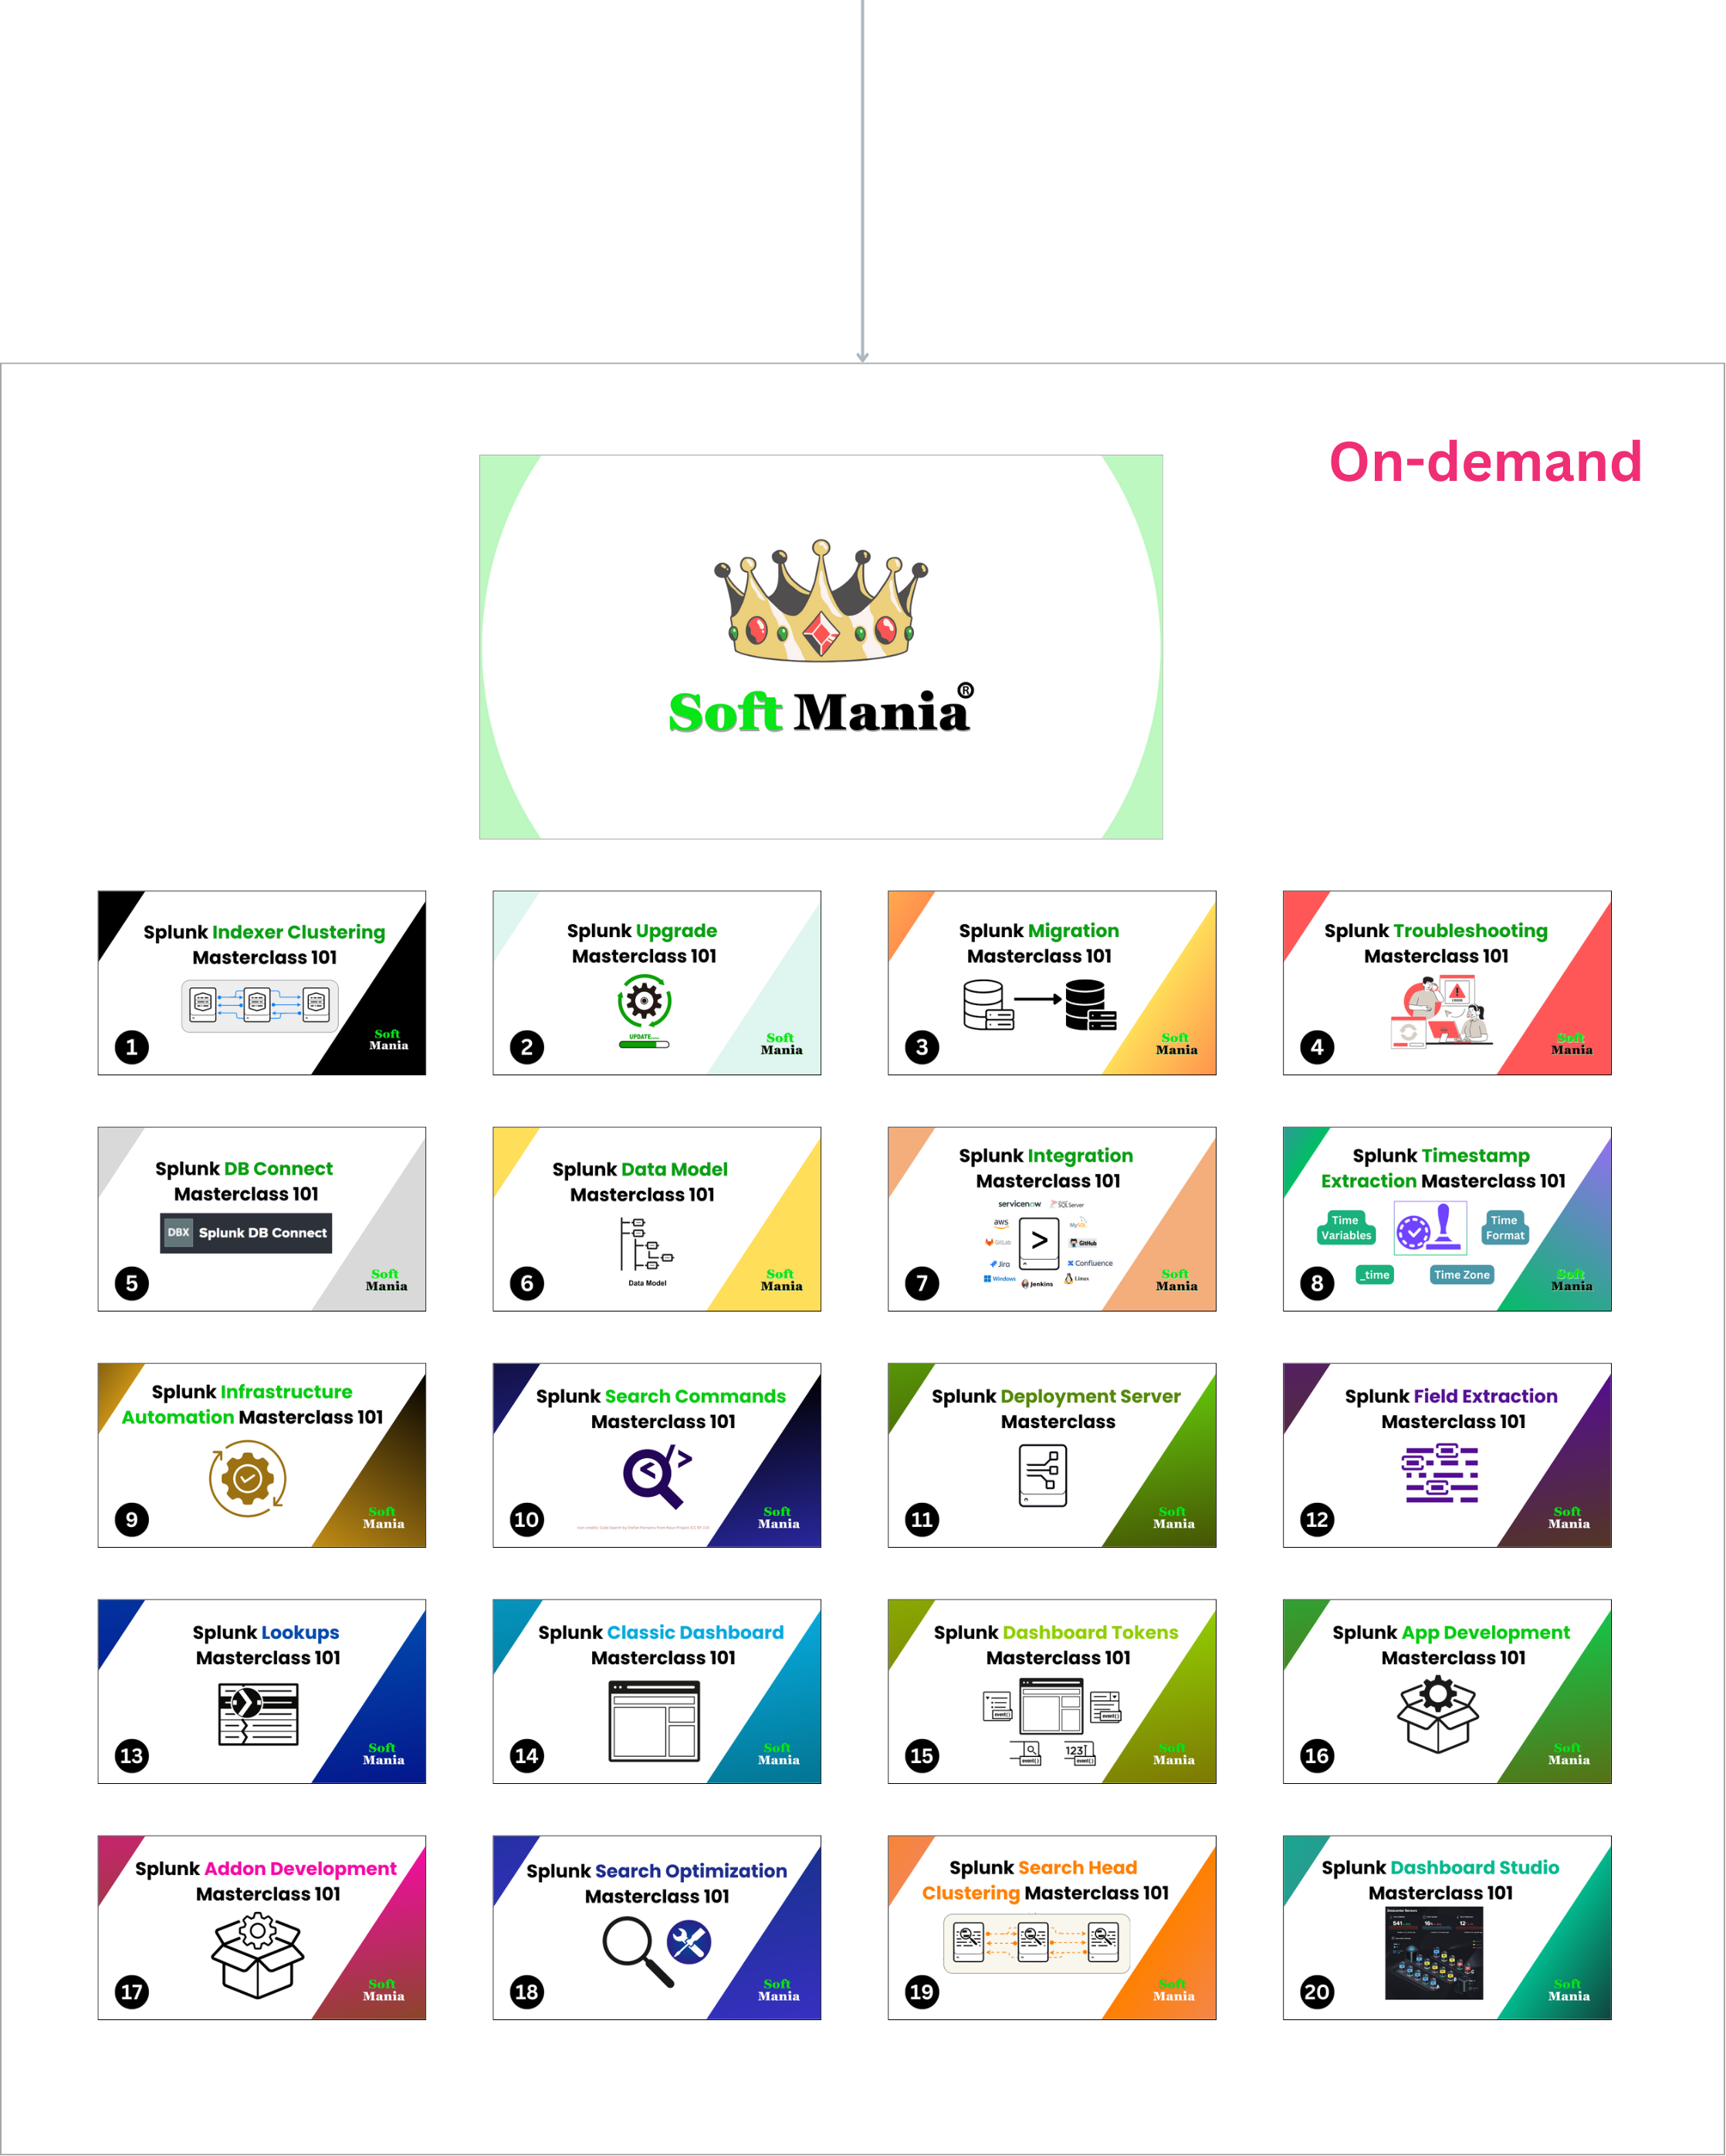 On-demand
Soft Mania®
Splunk Indexer Clustering
Masterclass 101
1
Soft
Mania
Splunk Upgrade
Masterclass 101
UPDATE.....
2
Soft
Mania
Splunk Migration
Masterclass 101
3
Soft
Mania
Splunk Troubleshooting
Masterclass 101
ERROR
4
Soft
Mania
Splunk DB Connect
Masterclass 101
DBX Splunk DB Connect
5
Soft
Mania
Splunk Data Model
Masterclass 101
Data Model
6
Soft
Mania
Splunk Integration
Masterclass 101
servicenow
SQL Server
aws
MySQL
GitLab
GitHub
Jira
Confluence
Windows
Jenkins
Linux
7
Soft
Mania
Splunk Timestamp
Extraction Masterclass 101
Time
Variables
Time
Format
_time
Time Zone
8
Soft
Mania
Splunk Infrastructure
Automation Masterclass 101
9
Soft
Mania
Splunk Search Commands
Masterclass 101
10
Soft
Mania
Splunk Deployment Server
Masterclass
11
Soft
Mania
Splunk Field Extraction
Masterclass 101
12
Soft
Mania
Splunk Lookups
Masterclass 101
13
Soft
Mania
Splunk Classic Dashboard
Masterclass 101
14
Soft
Mania
Splunk Dashboard Tokens
Masterclass 101
event()
event()
event()
123
event()
15
Soft
Mania
Splunk App Development
Masterclass 101
16
Soft
Mania
Splunk Addon Development
Masterclass 101
17
Soft
Mania
Splunk Search Optimization
Masterclass 101
18
Soft
Mania
Splunk Search Head
Clustering Masterclass 101
19
Soft
Mania
Splunk Dashboard Studio
Masterclass 101
541
12
20
Soft
Mania